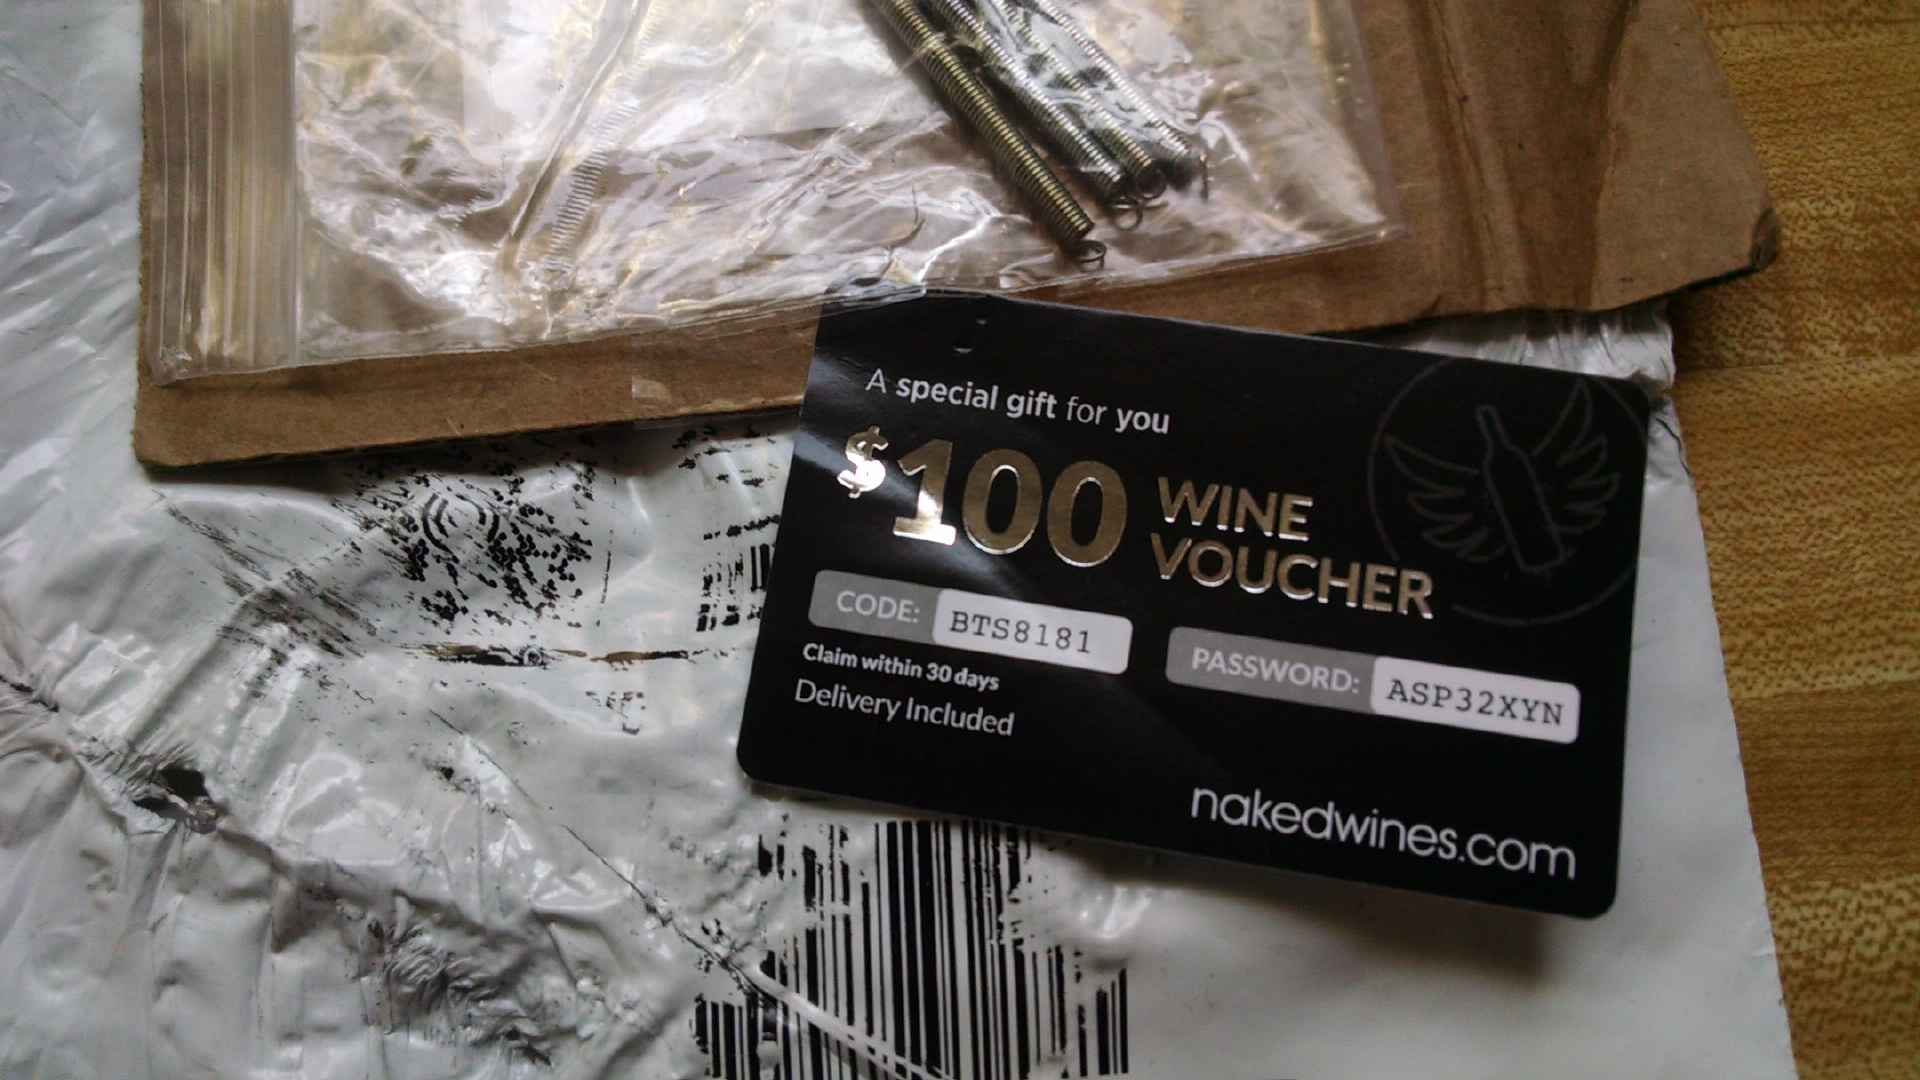 A special gift for you
$100 WINE
VOUCHER
CODE: BTS8181
PASSWORD: ASP32XYN
Claim within 30 days
Delivery Included
nakedwines.com